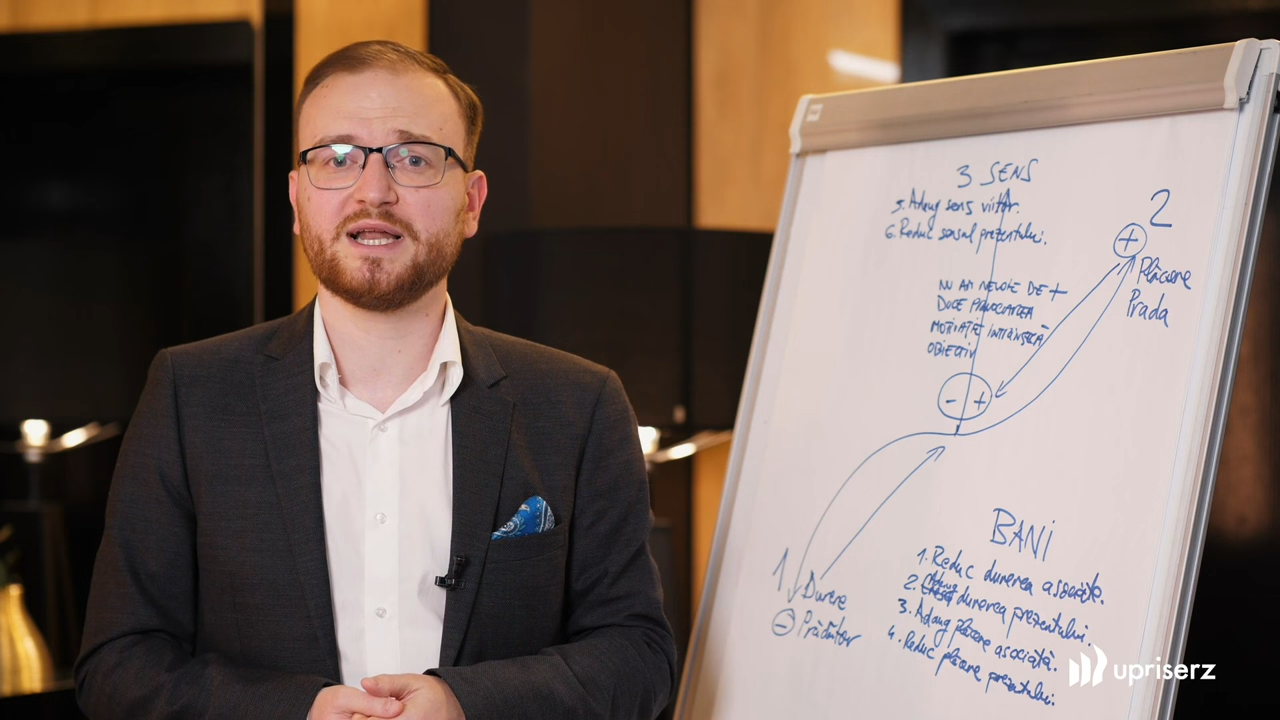 3 SENS
5. Adaug sens viitor.
6. Reduc sensul prezentului.
2
+
Plăcere
Pradă
NU AM NEVOIE DE +
DUCE PROVOCAREA
MOTIVAȚIE INTRINSECĂ
OBIECTIV
- +
1
Durere
- Prădător
BANI
1. Reduc durerea asociată.
2. Adaug durerea prezentului.
3. Adaug plăcere asociată.
4. Reduc plăcere prezentului.
upriserz